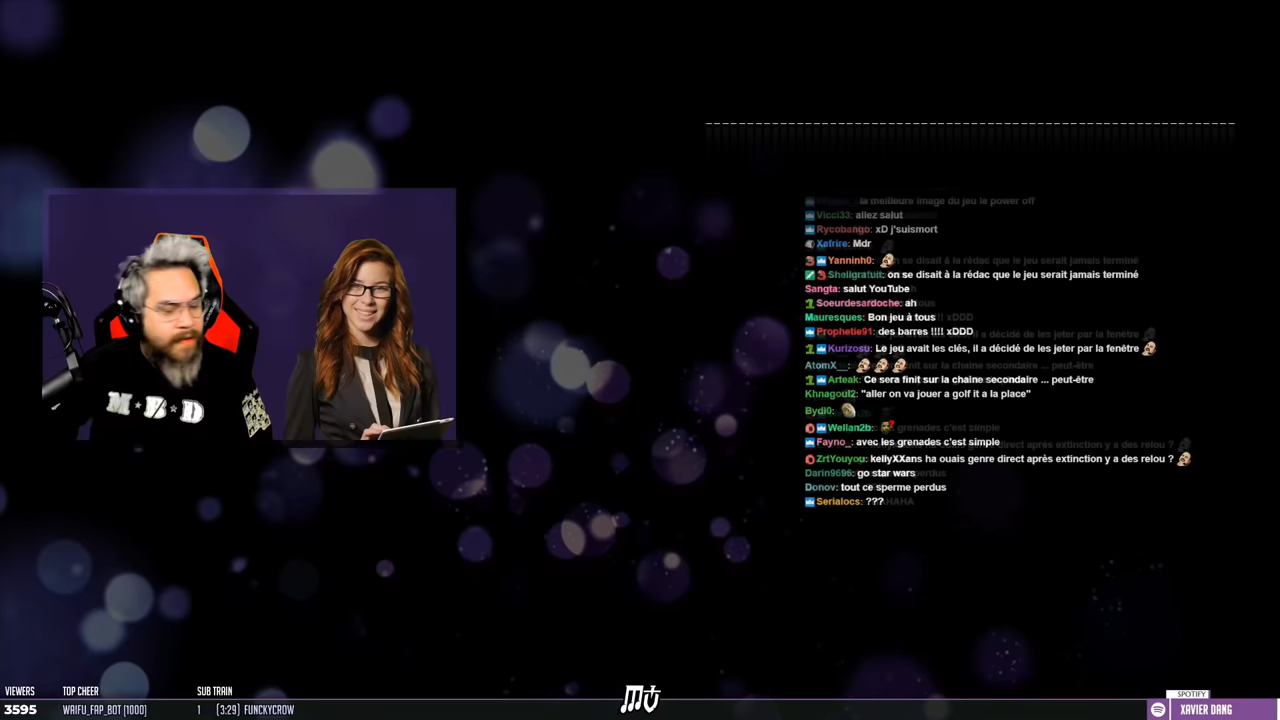 la meilleure image du jeu le power off
Vicci33: allez salut
Rycobango: xD j'suismort
Xafrire: Mdr
Yanninh0:
Sheligratuit: on se disait à la rédac que le jeu serait jamais terminé
Sangta: salut YouTube
Soeurdesardoche: ah
Mauresques: Bon jeu à tous
Prophetie91: des barres !!!! xDDD
Kurizosu: Le jeu avait les clés, il a décidé de les jeter par la fenêtre
AtomX__:
Arteak: Ce sera finit sur la chaine secondaire ... peut-être
Khnagoul2: "aller on va jouer a golf it a la place"
Bydi0:
Wellan2b:
Fayno_: avec les grenades c'est simple
ZrtYouyou: kellyXXans ha ouais genre direct après extinction y a des relou ?
Darin9696: go star wars
Donov: tout ce sperme perdus
Serialocs: ???
M★B★D
VIEWERS TOP CHEER SUB TRAIN
3595 WAIFU_FAP_BOT [1000] 1 [3:29] FUNCKYCROW
SPOTIFY
XAVIER DANG